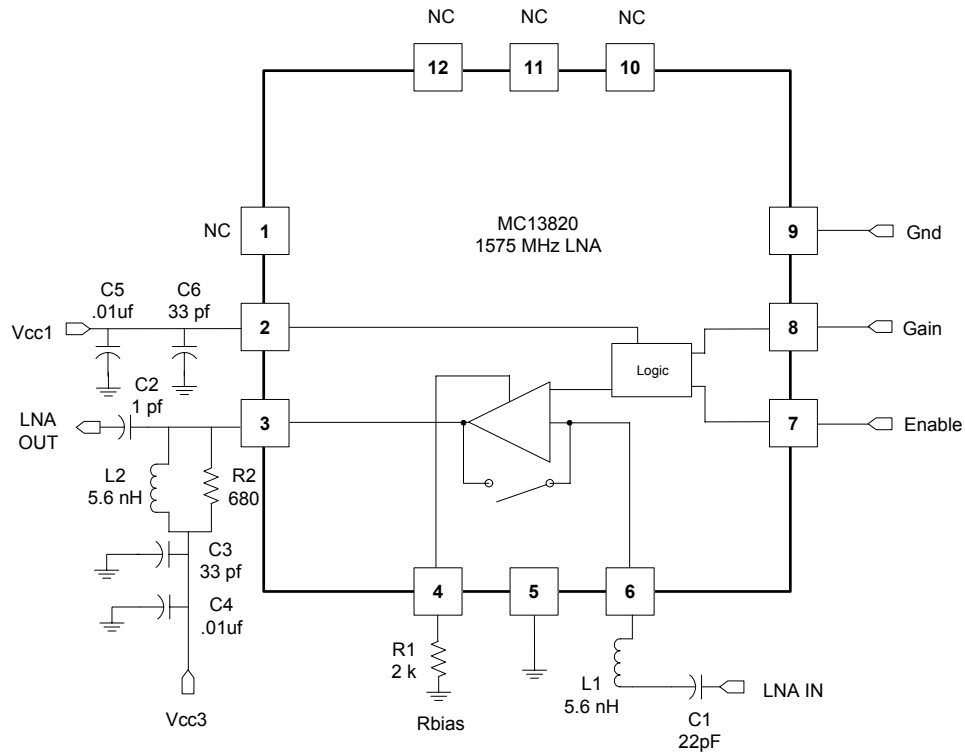 NC
NC
NC
12
11
10
MC13820
1575 MHz LNA
NC
1
9
Gnd
C5
.01uf
C6
33 pf
Vcc1
2
8
Gain
Logic
C2
1 pf
LNA
OUT
3
7
Enable
L2
5.6 nH
R2
680
C3
33 pf
C4
.01uf
Vcc3
4
5
6
R1
2 k
Rbias
L1
5.6 nH
LNA IN
C1
22pF